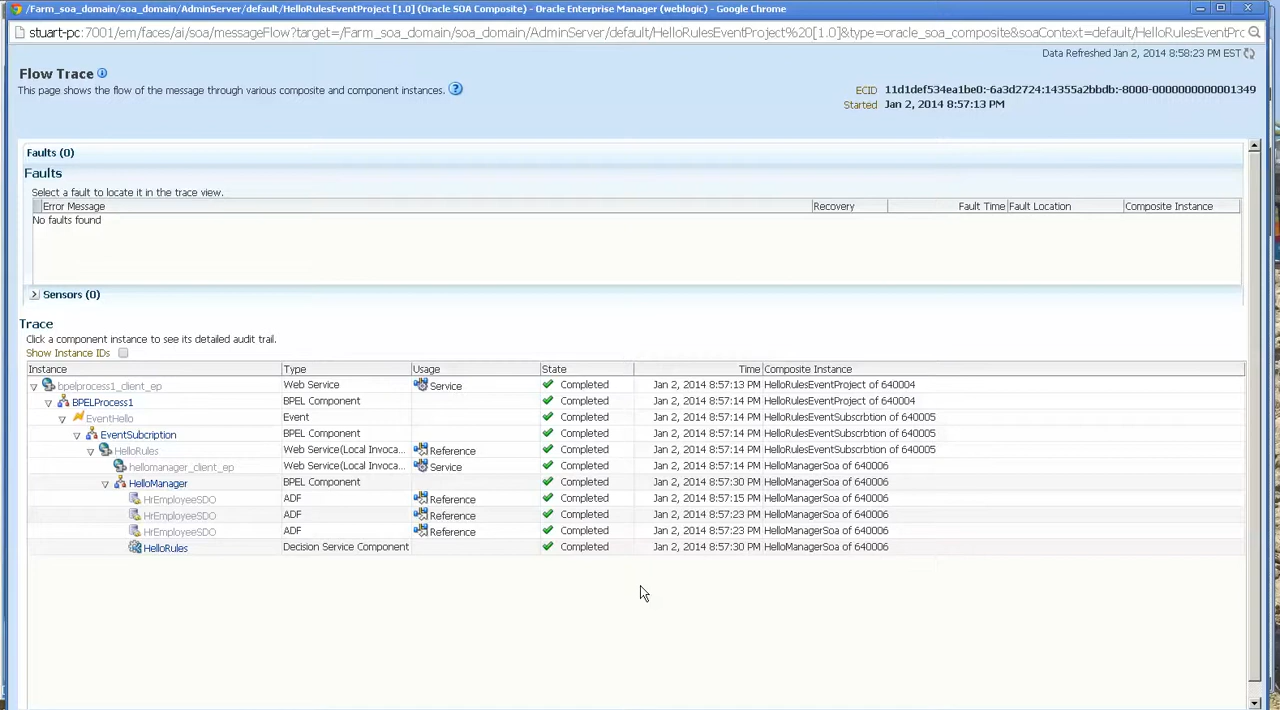 /Farm_soa_domain/soa_domain/AdminServer/default/HelloRulesEventProject [1.0] (Oracle SOA Composite) - Oracle Enterprise Manager (weblogic) - Google Chrome
stuart-pc:7001/em/faces/ai/soa/messageFlow?target=/Farm_soa_domain/soa_domain/AdminServer/default/HelloRulesEventProject%20[1.0]&type=oracle_soa_composite&soaContext=default/HelloRulesEventPrc
Data Refreshed Jan 2, 2014 8:58:23 PM EST
Flow Trace
This page shows the flow of the message through various composite and component instances.
ECID 11d1def534ea1be0:-6a3d2724:14355a2bbdb:-8000-0000000000001349
Started Jan 2, 2014 8:57:13 PM
Faults (0)
Faults
Select a fault to locate it in the trace view.
Error Message Recovery Fault Time Fault Location Composite Instance
No faults found
Sensors (0)
Trace
Click a component instance to see its detailed audit trail.
Show Instance IDs
Instance Type Usage State Time Composite Instance
bpelprocess1_client_ep Web Service Service Completed Jan 2, 2014 8:57:13 PM HelloRulesEventProject of 640004
BPELProcess1 BPEL Component Completed Jan 2, 2014 8:57:14 PM HelloRulesEventProject of 640004
EventHello Event Completed Jan 2, 2014 8:57:14 PM HelloRulesEventSubscrbtion of 640005
EventSubcription BPEL Component Completed Jan 2, 2014 8:57:14 PM HelloRulesEventSubscrbtion of 640005
HelloRules Web Service(Local Invoca... Reference Completed Jan 2, 2014 8:57:14 PM HelloRulesEventSubscrbtion of 640005
hellomanager_client_ep Web Service(Local Invoca... Service Completed Jan 2, 2014 8:57:14 PM HelloManagerSoa of 640006
HelloManager BPEL Component Completed Jan 2, 2014 8:57:30 PM HelloManagerSoa of 640006
HrEmployeeSDO ADF Reference Completed Jan 2, 2014 8:57:15 PM HelloManagerSoa of 640006
HrEmployeeSDO ADF Reference Completed Jan 2, 2014 8:57:23 PM HelloManagerSoa of 640006
HrEmployeeSDO ADF Reference Completed Jan 2, 2014 8:57:23 PM HelloManagerSoa of 640006
HelloRules Decision Service Component Completed Jan 2, 2014 8:57:30 PM HelloManagerSoa of 640006